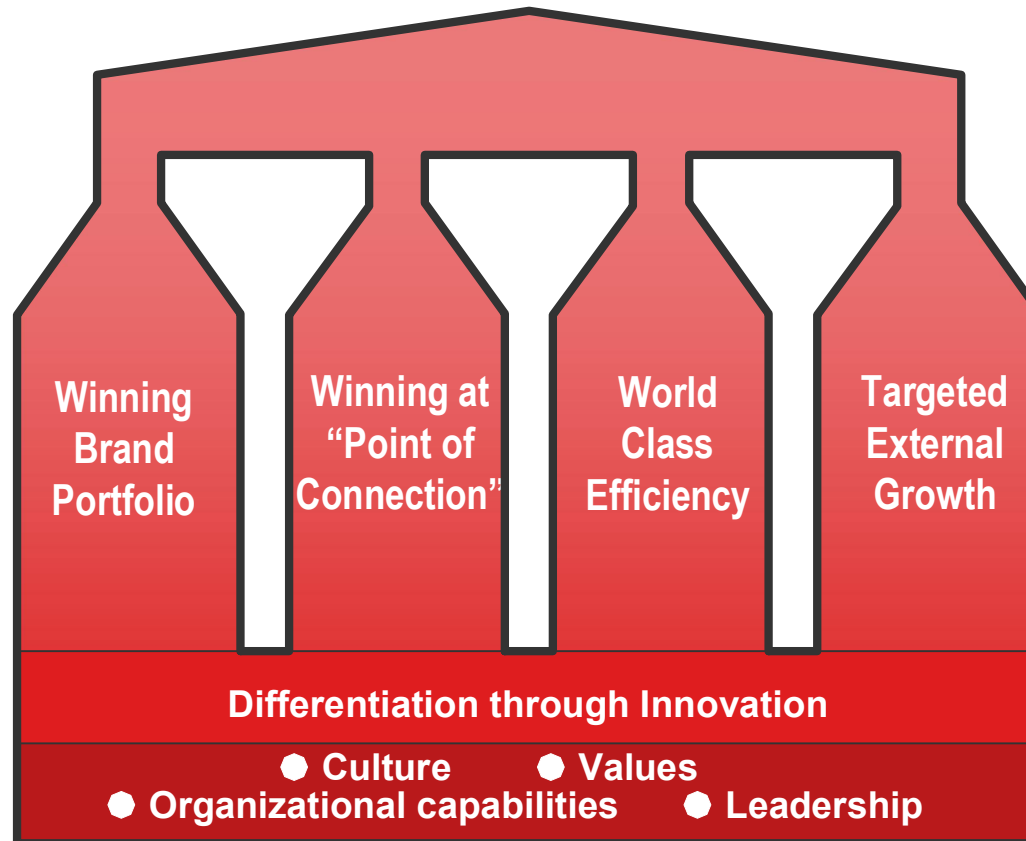 Winning
Brand
Portfolio
Winning at
“Point of
Connection”
World
Class
Efficiency
Targeted
External
Growth
Differentiation through Innovation
● Culture ● Values
● Organizational capabilities ● Leadership